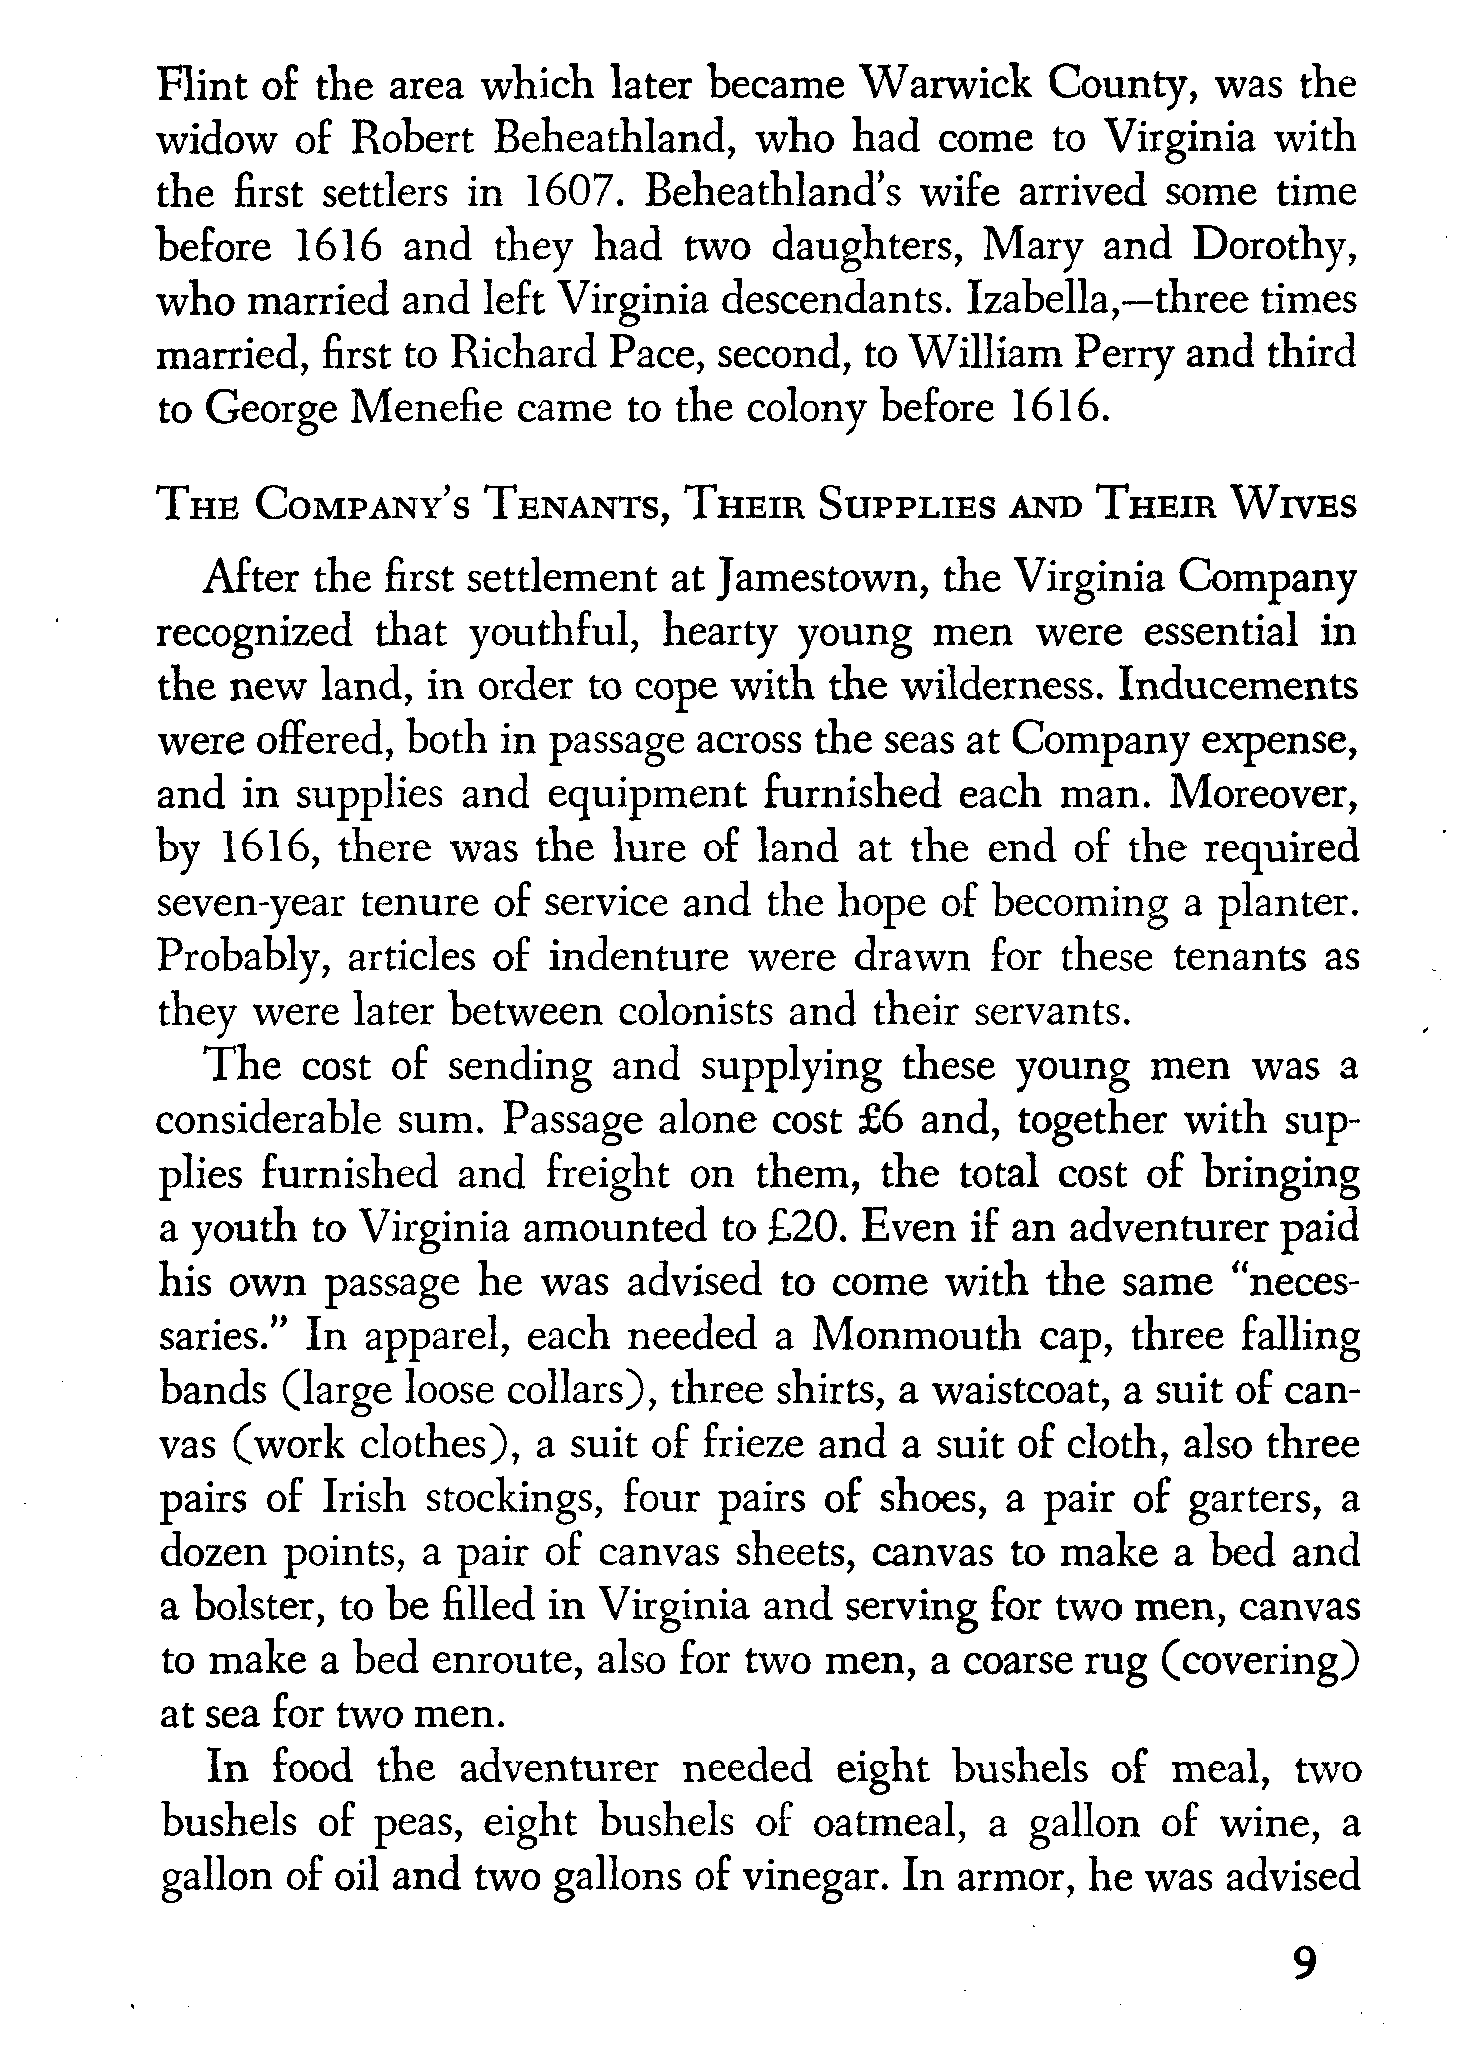 Flint of the area which later became Warwick County, was the
widow of Robert Beheathland, who had come to Virginia with
the first settlers in 1607. Beheathland's wife arrived some time
before 1616 and they had two daughters, Mary and Dorothy,
who married and left Virginia descendants. Izabella,—three times
married, first to Richard Pace, second, to William Perry and third
to George Menefie came to the colony before 1616.
THE COMPANY'S TENANTS, THEIR SUPPLIES AND THEIR WIVES
After the first settlement at Jamestown, the Virginia Company
recognized that youthful, hearty young men were essential in
the new land, in order to cope with the wilderness. Inducements
were offered, both in passage across the seas at Company expense,
and in supplies and equipment furnished each man. Moreover,
by 1616, there was the lure of land at the end of the required
seven-year tenure of service and the hope of becoming a planter.
Probably, articles of indenture were drawn for these tenants as
they were later between colonists and their servants.
The cost of sending and supplying these young men was a
considerable sum. Passage alone cost £6 and, together with sup-
plies furnished and freight on them, the total cost of bringing
a youth to Virginia amounted to £20. Even if an adventurer paid
his own passage he was advised to come with the same "neces-
saries." In apparel, each needed a Monmouth cap, three falling
bands (large loose collars), three shirts, a waistcoat, a suit of can-
vas (work clothes), a suit of frieze and a suit of cloth, also three
pairs of Irish stockings, four pairs of shoes, a pair of garters, a
dozen points, a pair of canvas sheets, canvas to make a bed and
a bolster, to be filled in Virginia and serving for two men, canvas
to make a bed enroute, also for two men, a coarse rug (covering)
at sea for two men.
In food the adventurer needed eight bushels of meal, two
bushels of peas, eight bushels of oatmeal, a gallon of wine, a
gallon of oil and two gallons of vinegar. In armor, he was advised
9